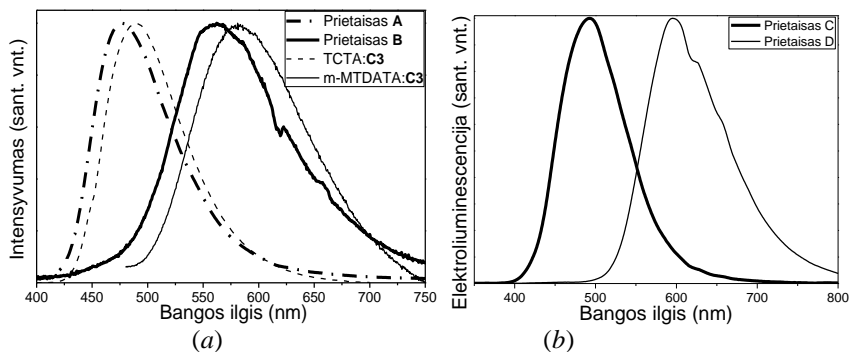 Intensyvumas (sant. vnt.)
Prietaisas A
Prietaisas B
TCTA:C3
m-MTDATA:C3
400 450 500 550 600 650 700 750
Bangos ilgis (nm)
(a)
Elektroliuminescencija (sant. vnt.)
Prietaisas C
Prietaisas D
400 500 600 700 800
Bangos ilgis (nm)
(b)